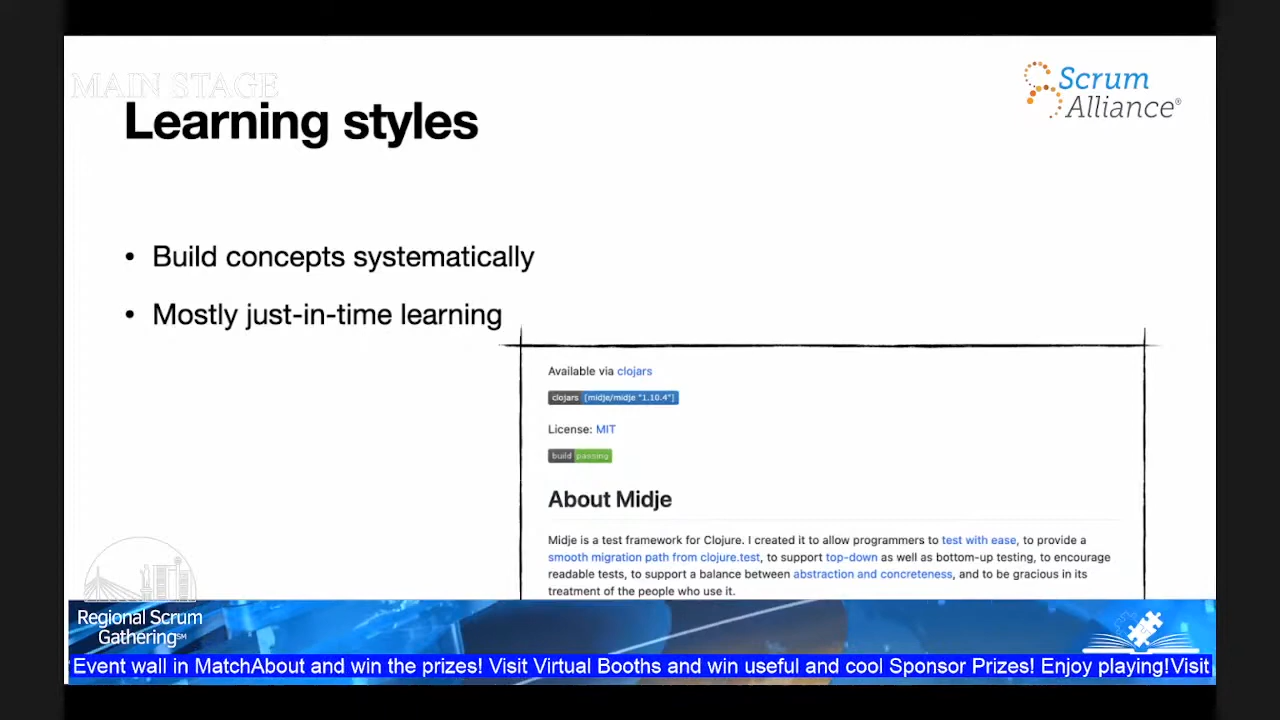 MAIN STAGE
Scrum
Alliance®
Learning styles
• Build concepts systematically
• Mostly just-in-time learning
Available via clojars
clojars [midje/midje "1.10.4"]
License: MIT
build passing
About Midje
Midje is a test framework for Clojure. I created it to allow programmers to test with ease, to provide a
smooth migration path from clojure.test, to support top-down as well as bottom-up testing, to encourage
readable tests, to support a balance between abstraction and concreteness, and to be gracious in its
treatment of the people who use it.
Regional Scrum
Gathering℠
Event wall in MatchAbout and win the prizes! Visit Virtual Booths and win useful and cool Sponsor Prizes! Enjoy playing!Visit